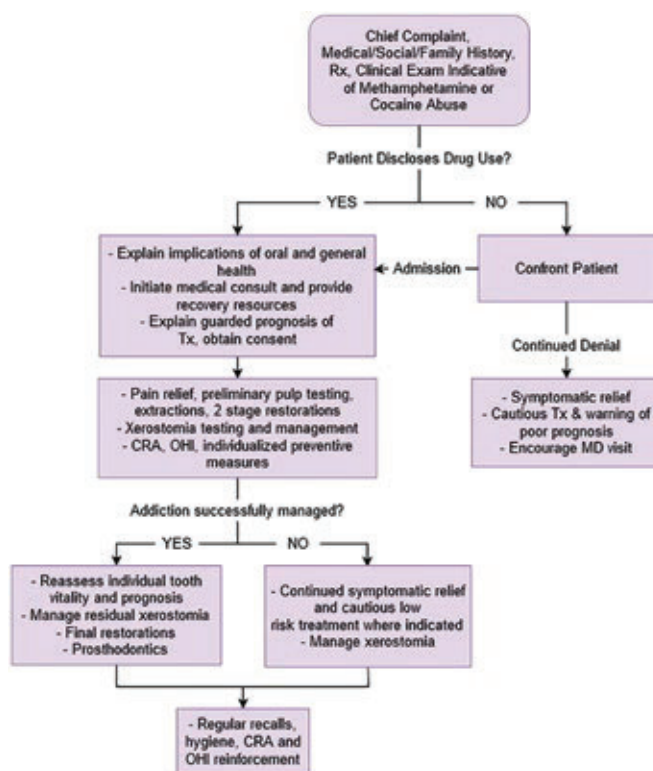 Chief Complaint,
Medical/Social/Family History,
Rx, Clinical Exam Indicative
of Methamphetamine or
Cocaine Abuse
Patient Discloses Drug Use?
YES
NO
- Explain implications of oral and general
health
- Initiate medical consult and provide
recovery resources
- Explain guarded prognosis of
Tx, obtain consent
Admission
Confront Patient
Continued Denial
- Pain relief, preliminary pulp testing,
extractions, 2 stage restorations
- Xerostomia testing and management
- CRA, OHI, individualized preventive
measures
- Symptomatic relief
- Cautious Tx & warning of
poor prognosis
- Encourage MD visit
Addiction successfully managed?
YES
NO
- Reassess individual tooth
vitality and prognosis
- Manage residual xerostomia
- Final restorations
- Prosthodontics
- Continued symptomatic relief
and cautious low
risk treatment where indicated
- Manage xerostomia
- Regular recalls,
hygiene, CRA and
OHI reinforcement